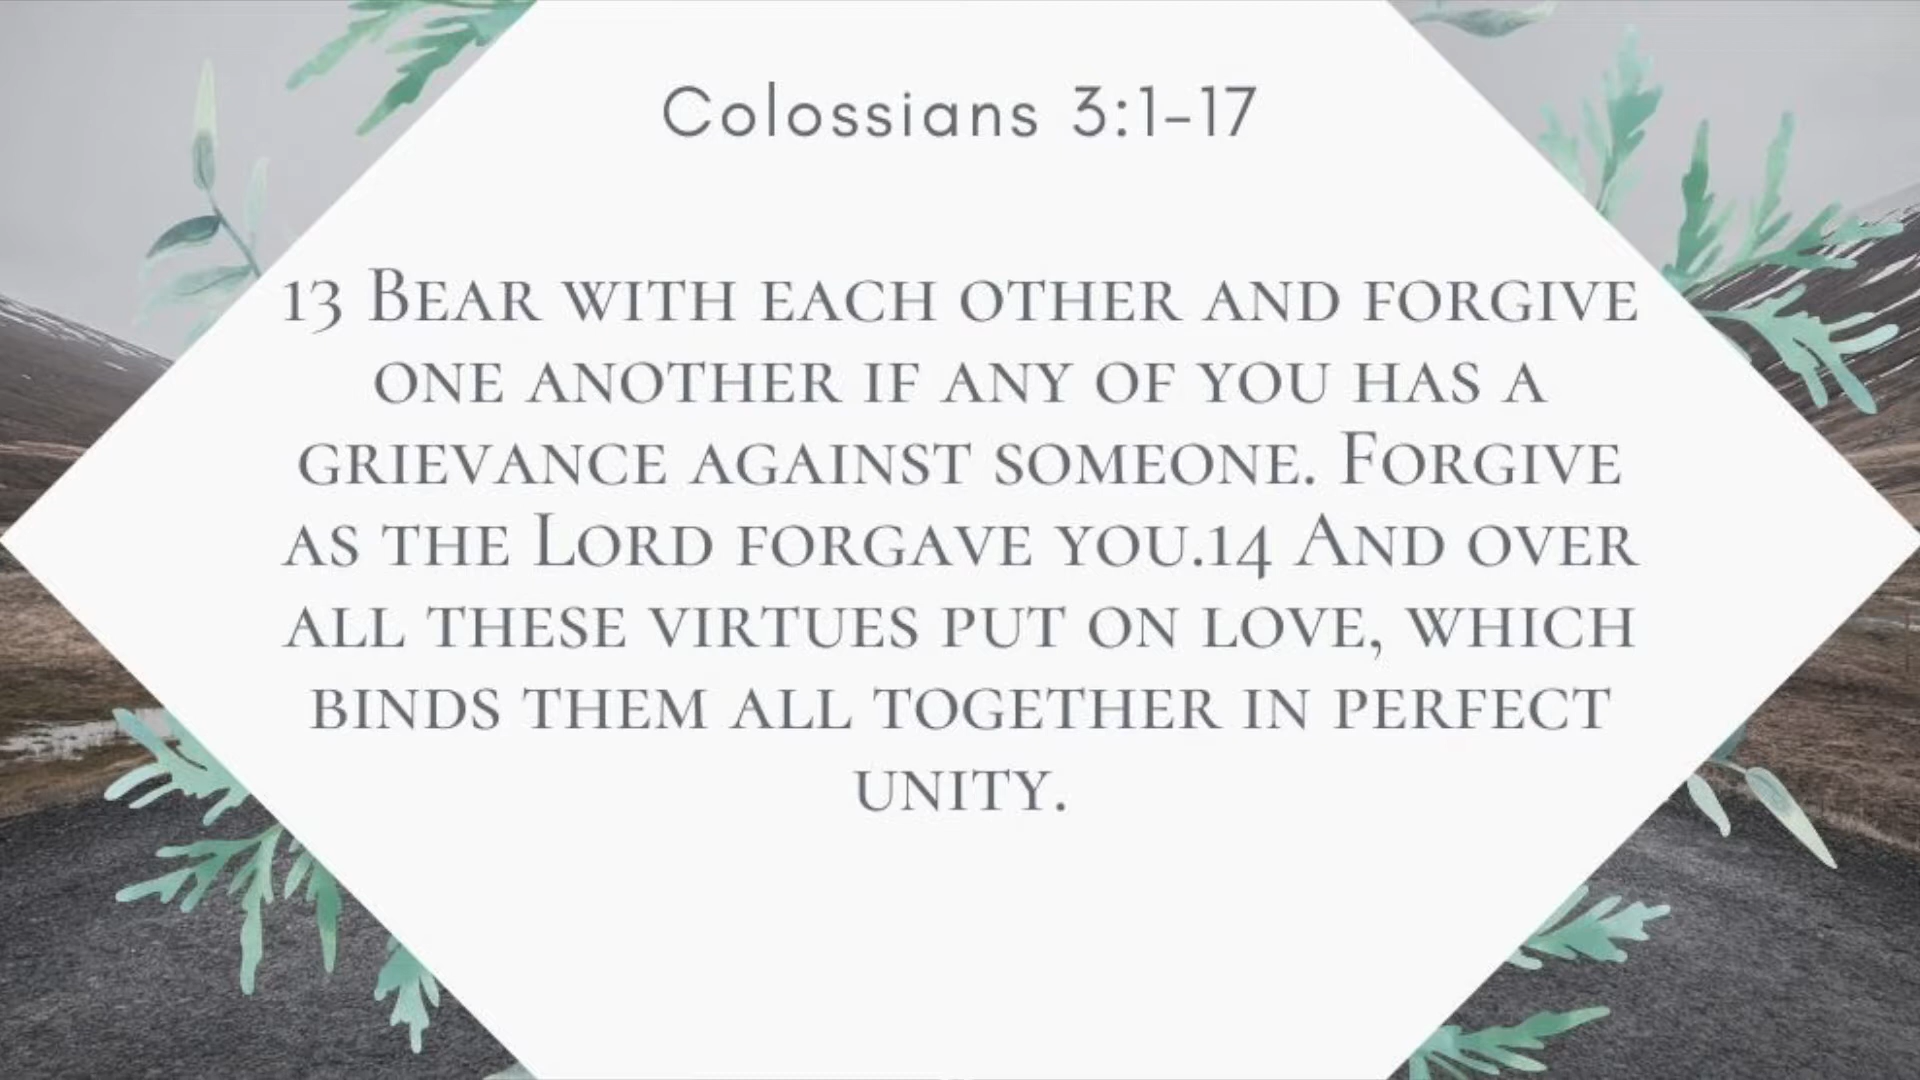 Colossians 3:1-17
13 Bear with each other and forgive
one another if any of you has a
grievance against someone. Forgive
as the Lord forgave you.14 And over
all these virtues put on love, which
binds them all together in perfect
unity.